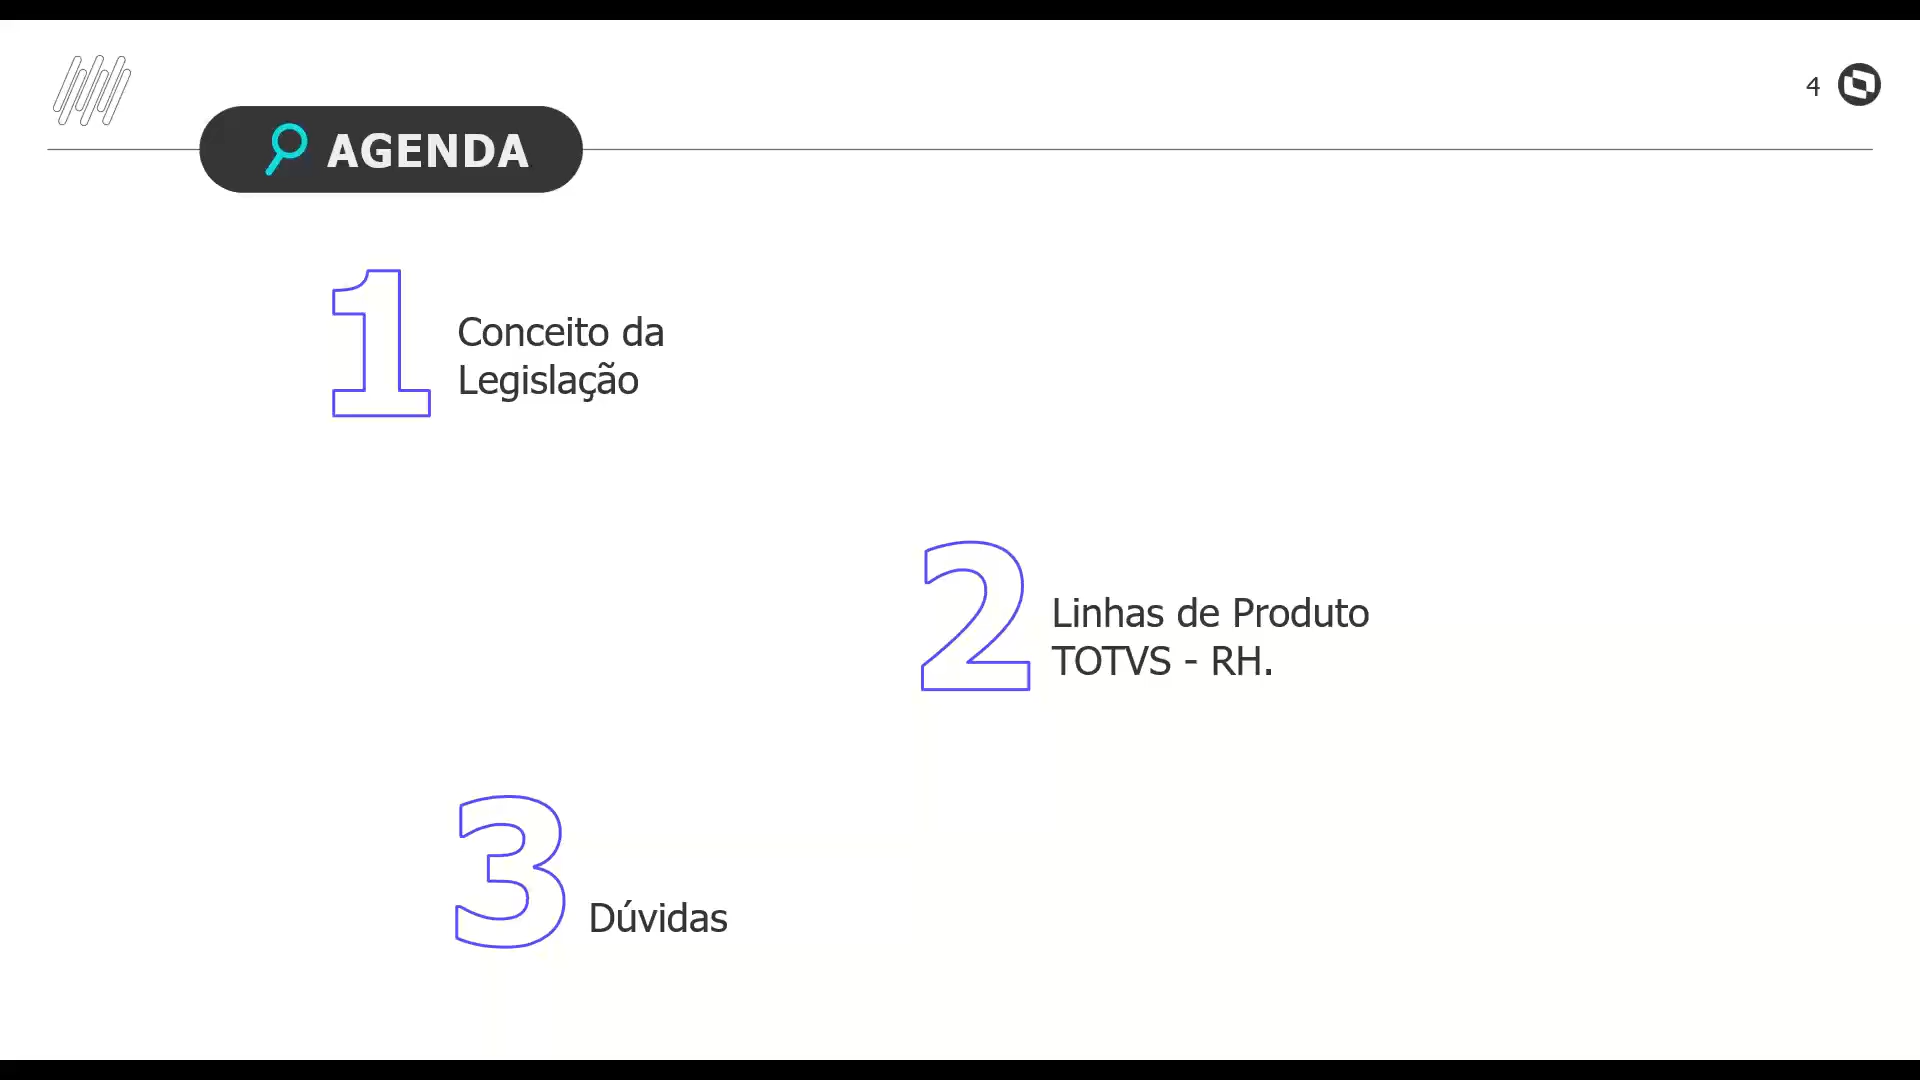 4
AGENDA
1
Conceito da
Legislação
2
Linhas de Produto
TOTVS - RH.
3
Dúvidas